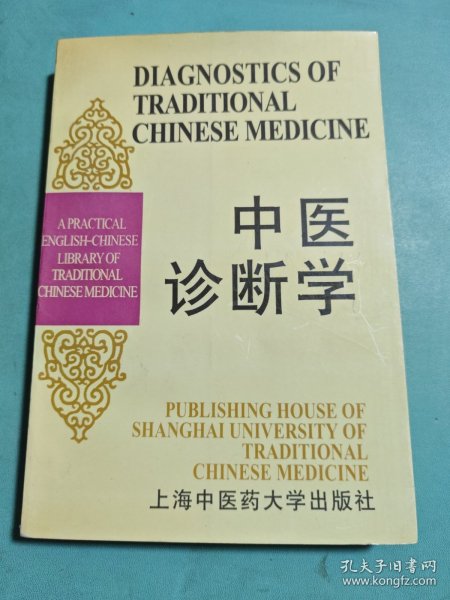 DIAGNOSTICS OF
TRADITIONAL
CHINESE MEDICINE
中医
诊断学
A PRACTICAL
ENGLISH-CHINESE
LIBRARY OF
TRADITIONAL
CHINESE MEDICINE
PUBLISHING HOUSE OF
SHANGHAI UNIVERSITY OF
TRADITIONAL
CHINESE MEDICINE
上海中医药大学出版社
孔夫子旧书网
www.kongfz.com